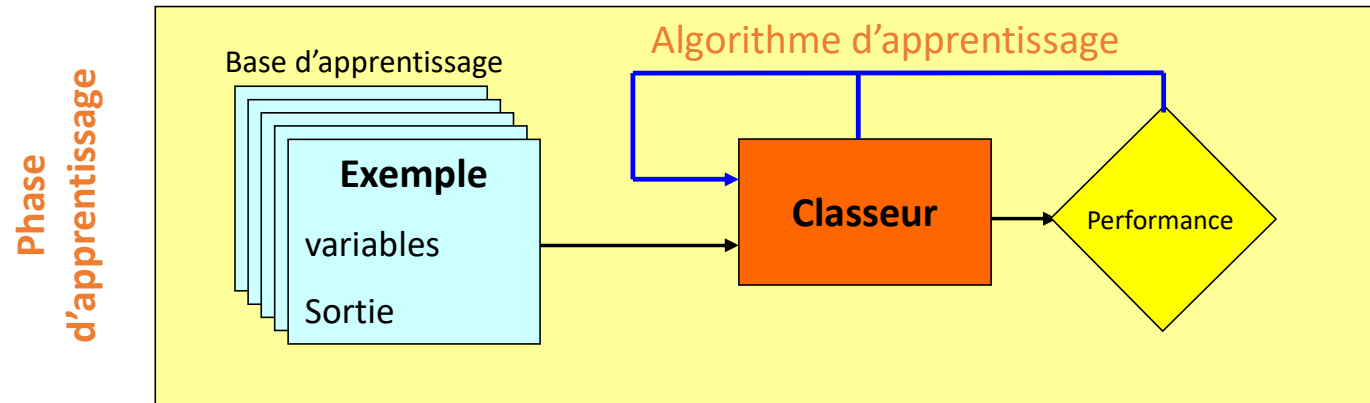 Phase
d’apprentissage
Algorithme d’apprentissage
Base d’apprentissage
Exemple
variables
Sortie
Classeur
Performance